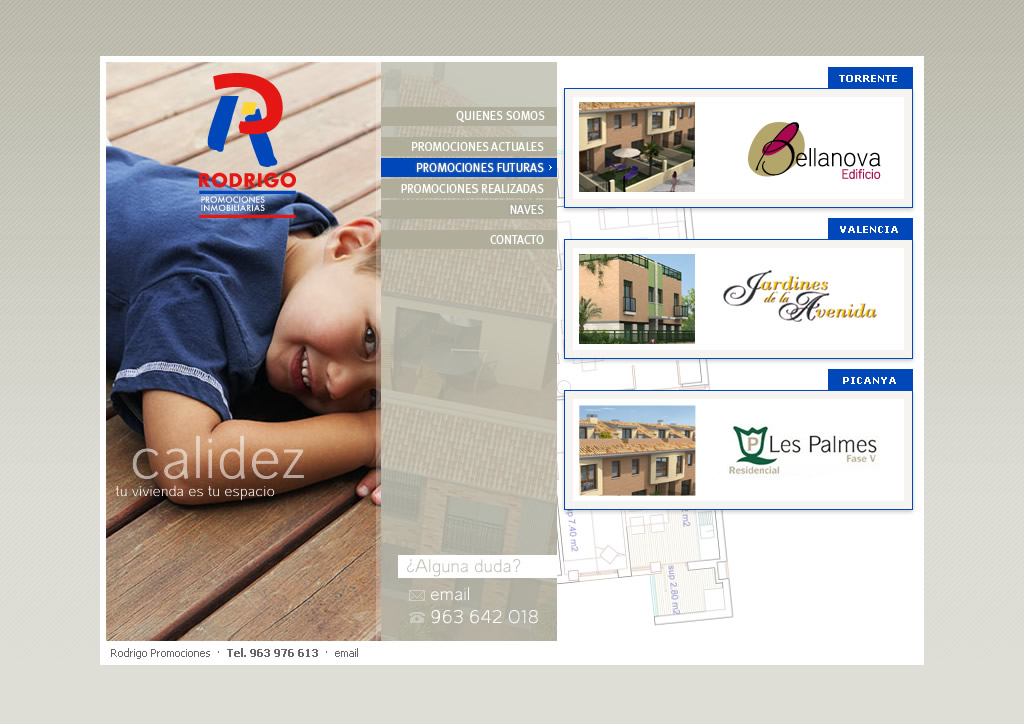 RODRIGO
PROMOCIONES
INMOBILIARIAS
calidez
tu vivienda es tu espacio
QUIENES SOMOS
PROMOCIONES ACTUALES
PROMOCIONES FUTURAS
PROMOCIONES REALIZADAS
NAVES
CONTACTO
¿Alguna duda?
email
963 642 018
TORRENTE
Bellanova
Edificio
VALENCIA
Jardines
de la
Avenida
PICANYA
P
Les Palmes
Fase V
Residencial
sup 7.40 m2
m2
sup 2.80 m2
Rodrigo Promociones · Tel. 963 976 613 · email